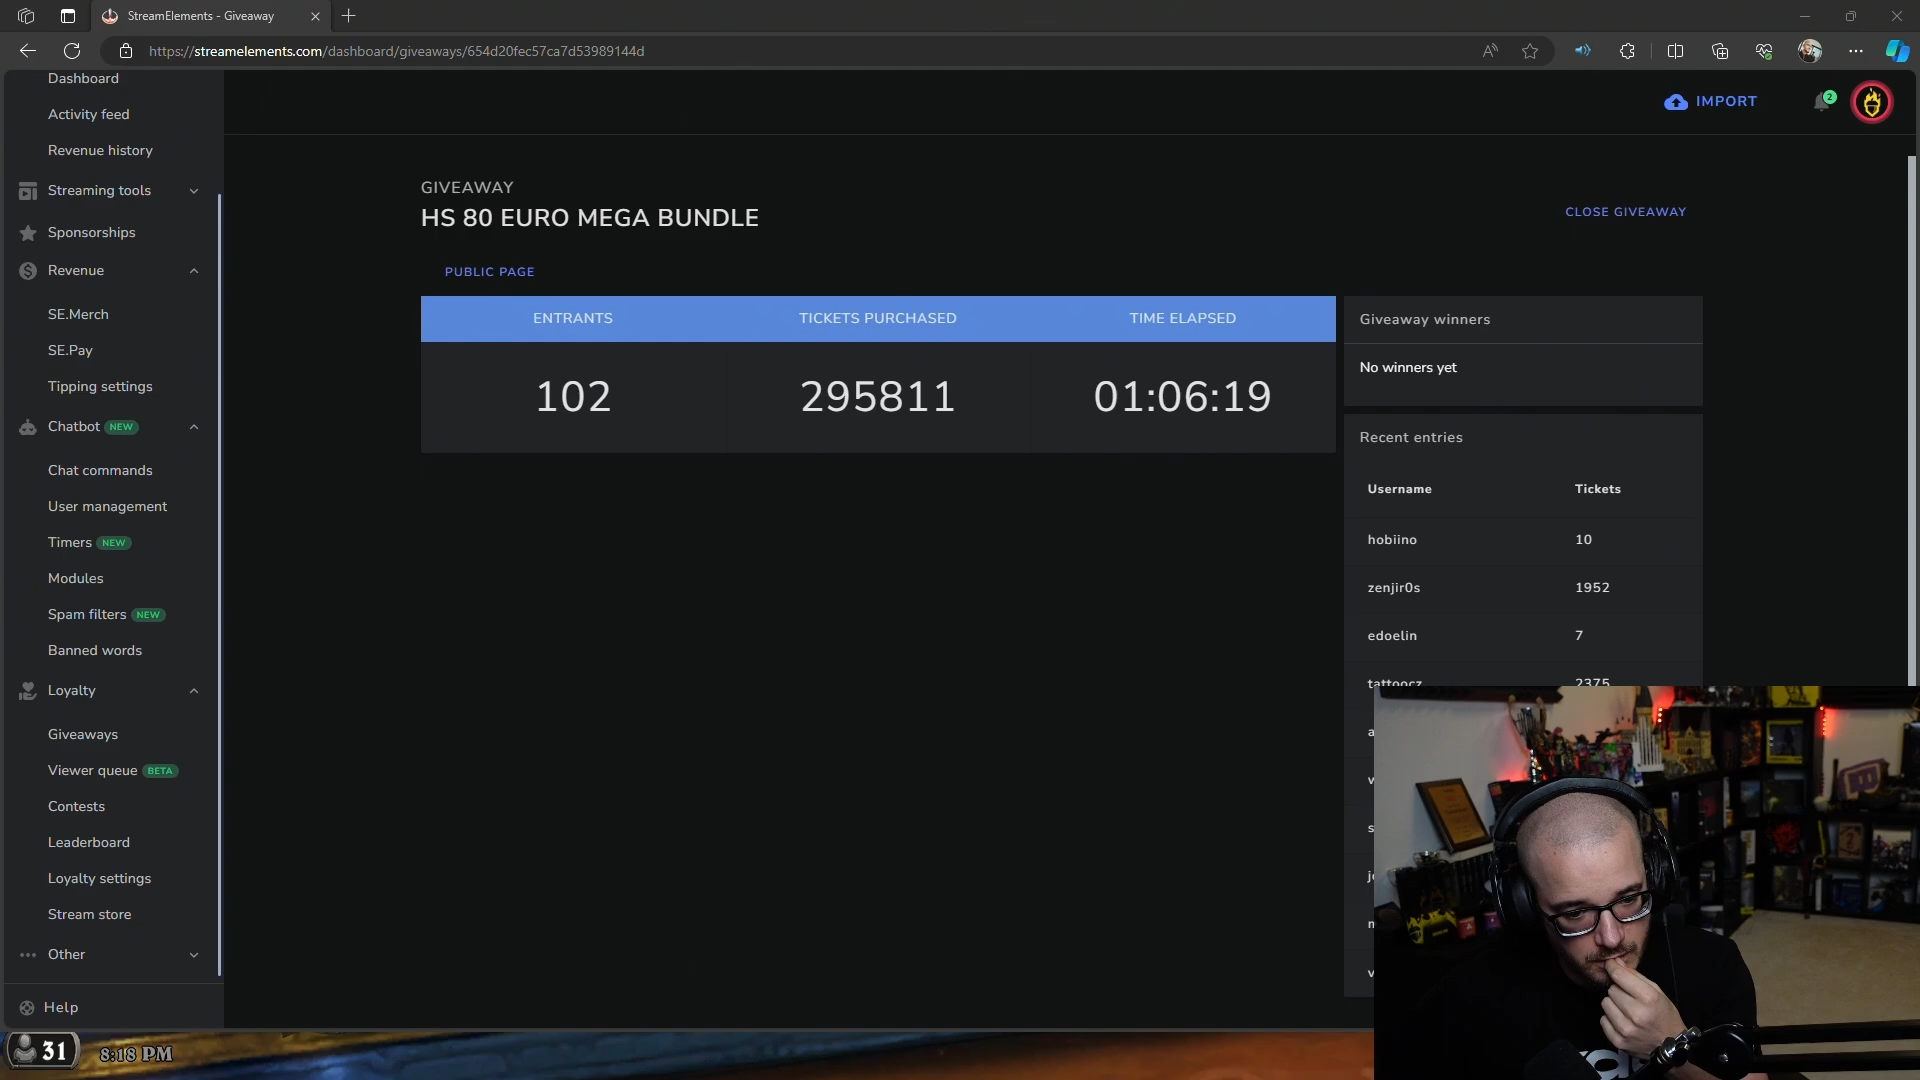 StreamElements - Giveaway
https://streamelements.com/dashboard/giveaways/654d20fec57ca7d53989144d
Dashboard
Activity feed
Revenue history
Streaming tools
Sponsorships
Revenue
SE.Merch
SE.Pay
Tipping settings
Chatbot NEW
Chat commands
User management
Timers NEW
Modules
Spam filters NEW
Banned words
Loyalty
Giveaways
Viewer queue BETA
Contests
Leaderboard
Loyalty settings
Stream store
Other
Help
31 8:18 PM
IMPORT
2
GIVEAWAY
HS 80 EURO MEGA BUNDLE
CLOSE GIVEAWAY
PUBLIC PAGE
ENTRANTS TICKETS PURCHASED TIME ELAPSED
102 295811 01:06:19
Giveaway winners
No winners yet
Recent entries
Username Tickets
hobiino 10
zenjir0s 1952
edoelin 7
tattoocz 2375